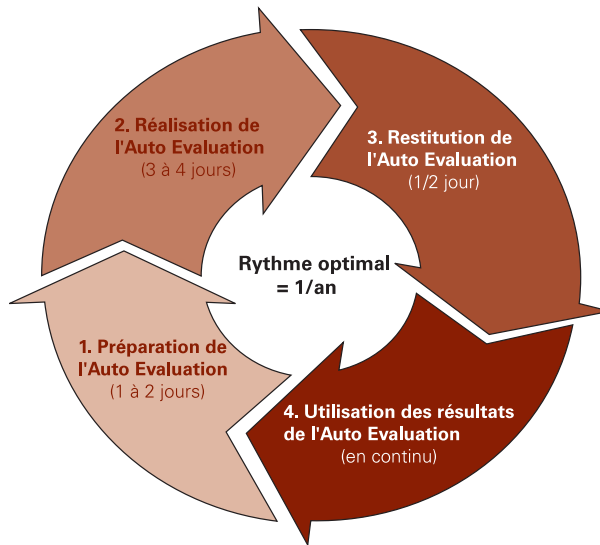 1. Préparation de
l'Auto Evaluation
(1 à 2 jours)
2. Réalisation de
l'Auto Evaluation
(3 à 4 jours)
3. Restitution de
l'Auto Evaluation
(1/2 jour)
4. Utilisation des résultats
de l'Auto Evaluation
(en continu)
Rythme optimal
= 1/an